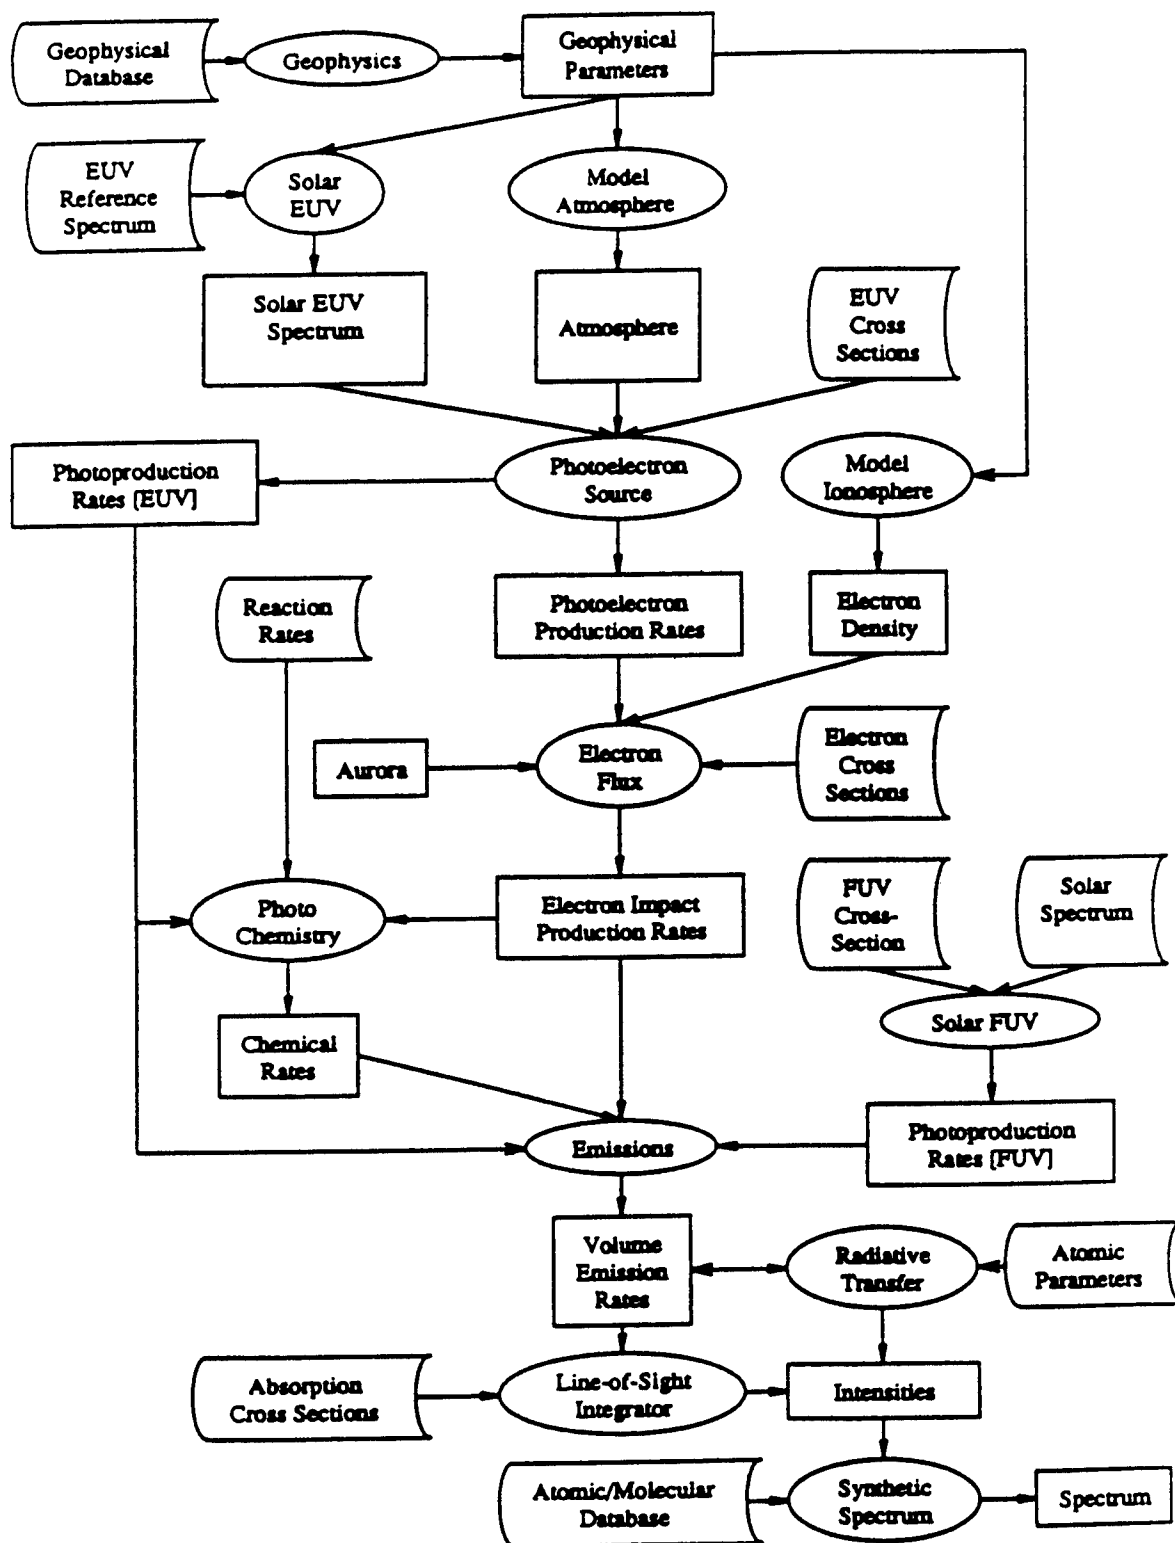 Geophysical
Database
Geophysics
Geophysical
Parameters
EUV
Reference
Spectrum
Solar
EUV
Model
Atmosphere
Solar EUV
Spectrum
Atmosphere
EUV
Cross
Sections
Photoproduction
Rates [EUV]
Photoelectron
Source
Model
Ionosphere
Reaction
Rates
Photoelectron
Production Rates
Electron
Density
Aurora
Electron
Flux
Electron
Cross
Sections
Photo
Chemistry
Electron Impact
Production Rates
FUV
Cross-
Section
Solar
Spectrum
Solar FUV
Chemical
Rates
Emissions
Photoproduction
Rates [FUV]
Volume
Emission
Rates
Radiative
Transfer
Atomic
Parameters
Absorption
Cross Sections
Line-of-Sight
Integrator
Intensities
Atomic/Molecular
Database
Synthetic
Spectrum
Spectrum